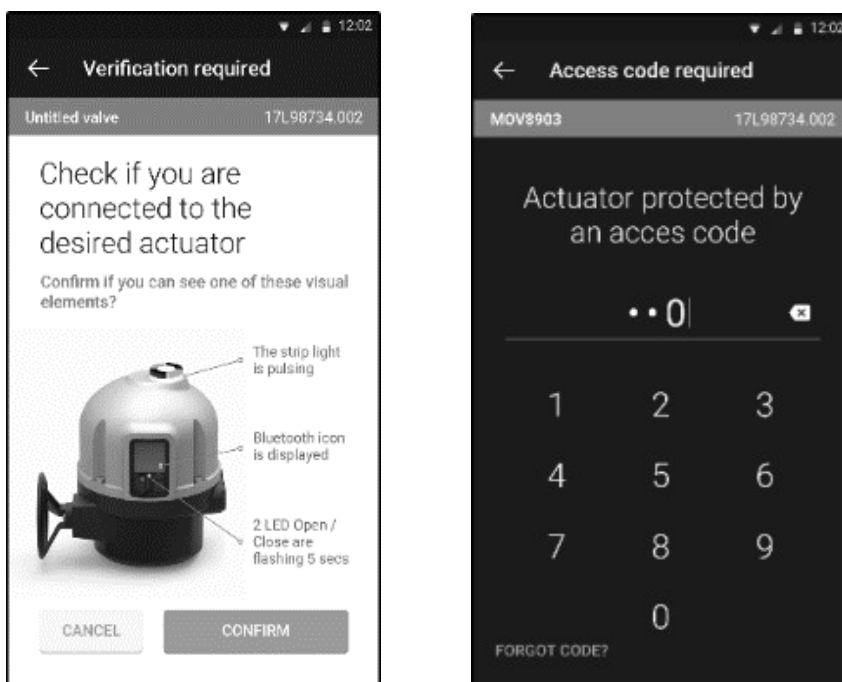 12:02
Verification required
Untitled valve 17L98734.002
Check if you are
connected to the
desired actuator
Confirm if you can see one of these visual
elements?
The strip light
is pulsing
Bluetooth icon
is displayed
2 LED Open /
Close are
flashing 5 secs
CANCEL CONFIRM
12:02
Access code required
MOV8903 17L98734.002
Actuator protected by
an acces code
••0
1 2 3
4 5 6
7 8 9
0
FORGOT CODE?